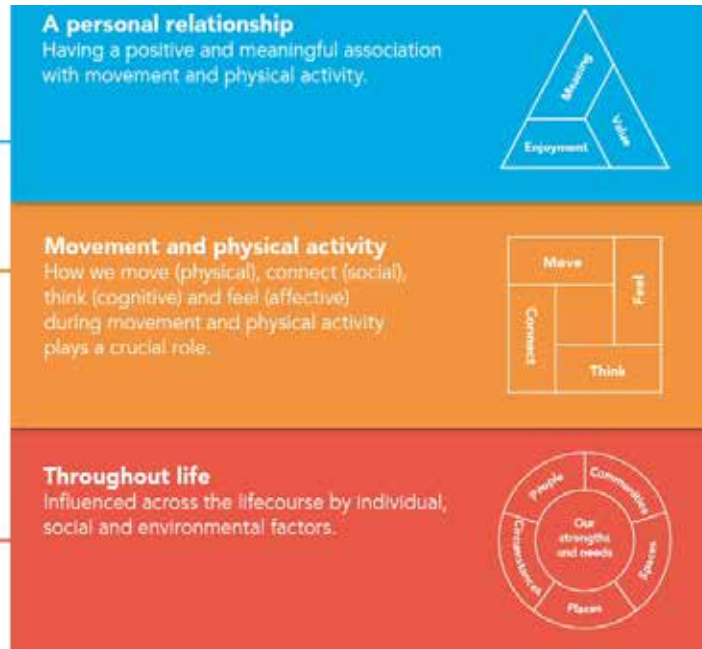 A personal relationship
Having a positive and meaningful association
with movement and physical activity.
Meaning
Value
Enjoyment
Movement and physical activity
How we move (physical), connect (social),
think (cognitive) and feel (affective)
during movement and physical activity
plays a crucial role.
Move
Feel
Connect
Think
Throughout life
Influenced across the lifecourse by individual,
social and environmental factors.
People
Communities
Circumstances
Our
strengths
and needs
Spaces
Places